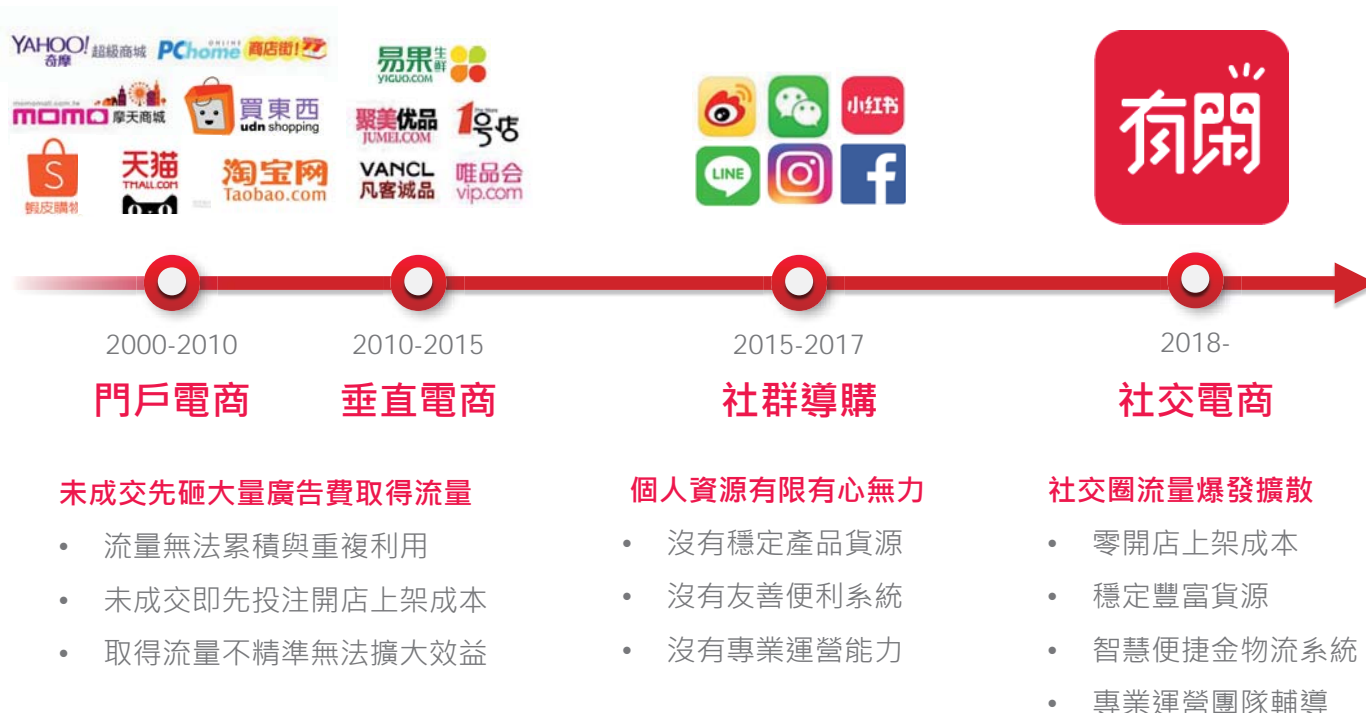 YAHOO!
奇摩
超級商城
PChome
ONLINE
商店街!
momomall.com.tw
momo
摩天商城
買東西
udn shopping
S
蝦皮購物
天猫
TMALL.COM
淘宝网
Taobao.com
易果
生鲜
YIGUO.COM
聚美优品
JUMEI.COM
1号店
VANCL
凡客诚品
唯品会
vip.com
小红书
LINE
f
有閑
2000-2010
門戶電商
2010-2015
垂直電商
2015-2017
社群導購
2018-
社交電商
未成交先砸大量廣告費取得流量
• 流量無法累積與重複利用
• 未成交即先投注開店上架成本
• 取得流量不精準無法擴大效益
個人資源有限有心無力
• 沒有穩定產品貨源
• 沒有友善便利系統
• 沒有專業運營能力
社交圈流量爆發擴散
• 零開店上架成本
• 穩定豐富貨源
• 智慧便捷金物流系統
• 專業運營團隊輔導